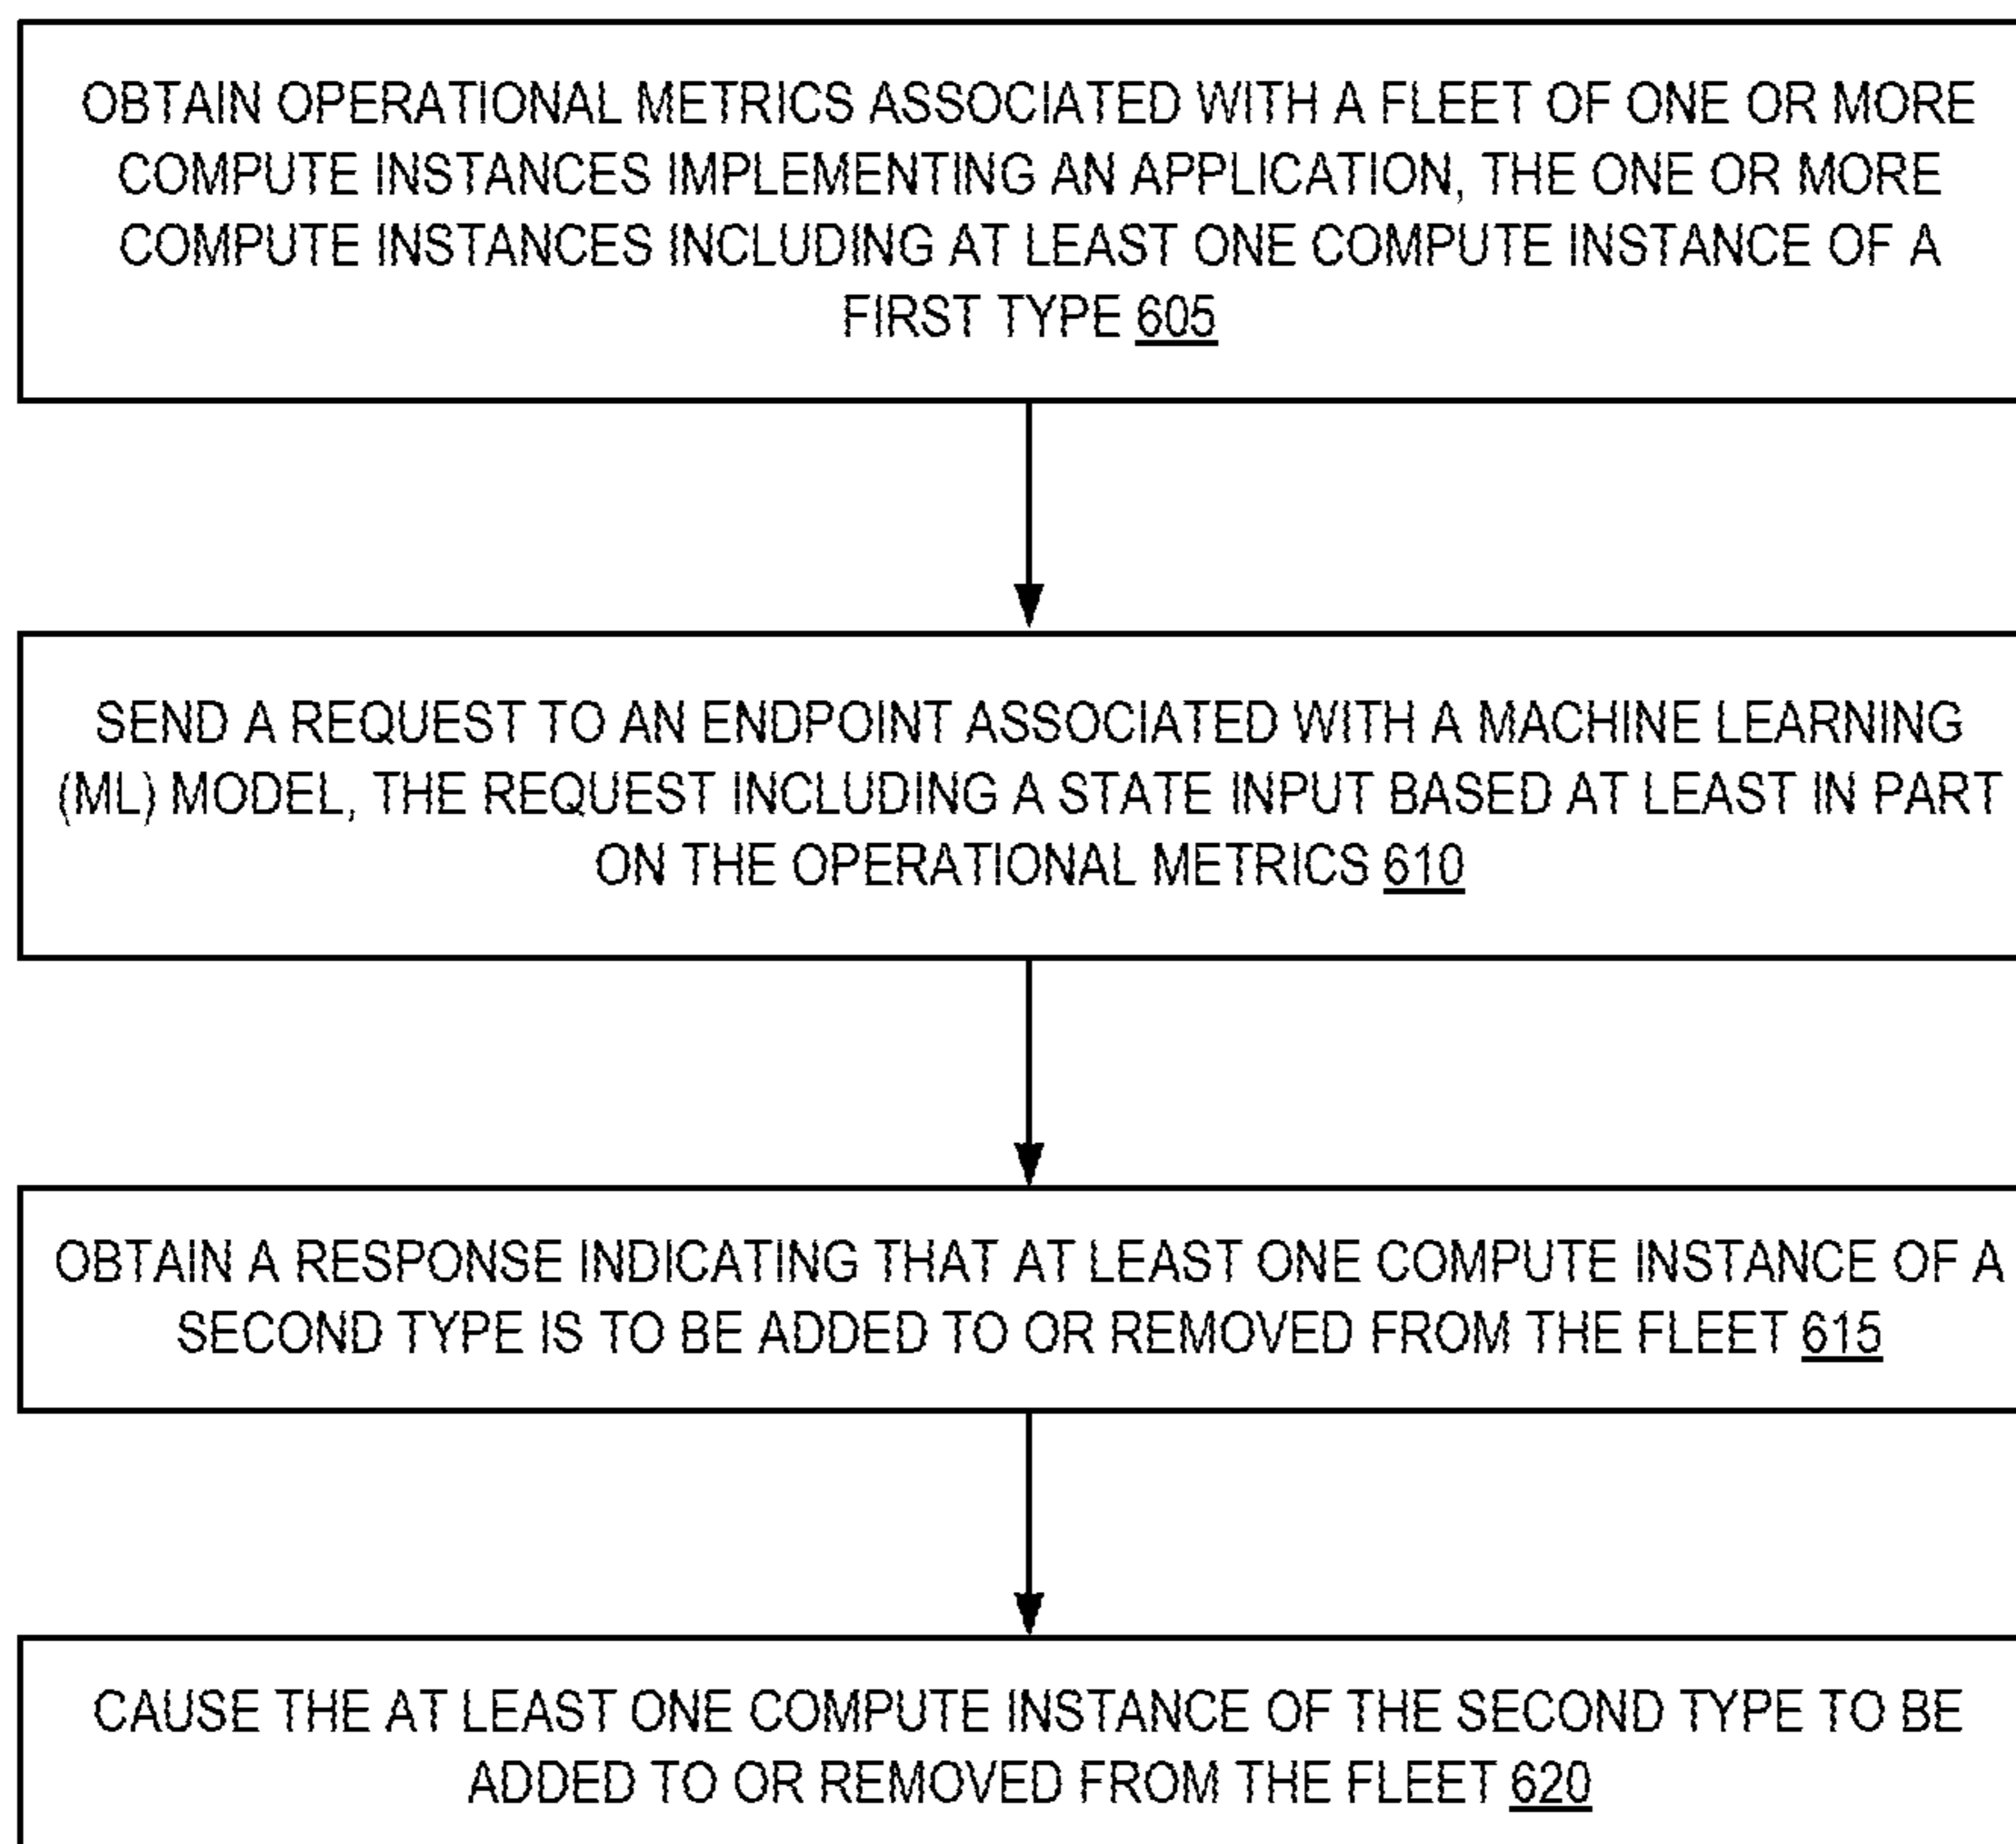 OBTAIN OPERATIONAL METRICS ASSOCIATED WITH A FLEET OF ONE OR MORE
COMPUTE INSTANCES IMPLEMENTING AN APPLICATION, THE ONE OR MORE
COMPUTE INSTANCES INCLUDING AT LEAST ONE COMPUTE INSTANCE OF A
FIRST TYPE 605
SEND A REQUEST TO AN ENDPOINT ASSOCIATED WITH A MACHINE LEARNING
(ML) MODEL, THE REQUEST INCLUDING A STATE INPUT BASED AT LEAST IN PART
ON THE OPERATIONAL METRICS 610
OBTAIN A RESPONSE INDICATING THAT AT LEAST ONE COMPUTE INSTANCE OF A
SECOND TYPE IS TO BE ADDED TO OR REMOVED FROM THE FLEET 615
CAUSE THE AT LEAST ONE COMPUTE INSTANCE OF THE SECOND TYPE TO BE
ADDED TO OR REMOVED FROM THE FLEET 620